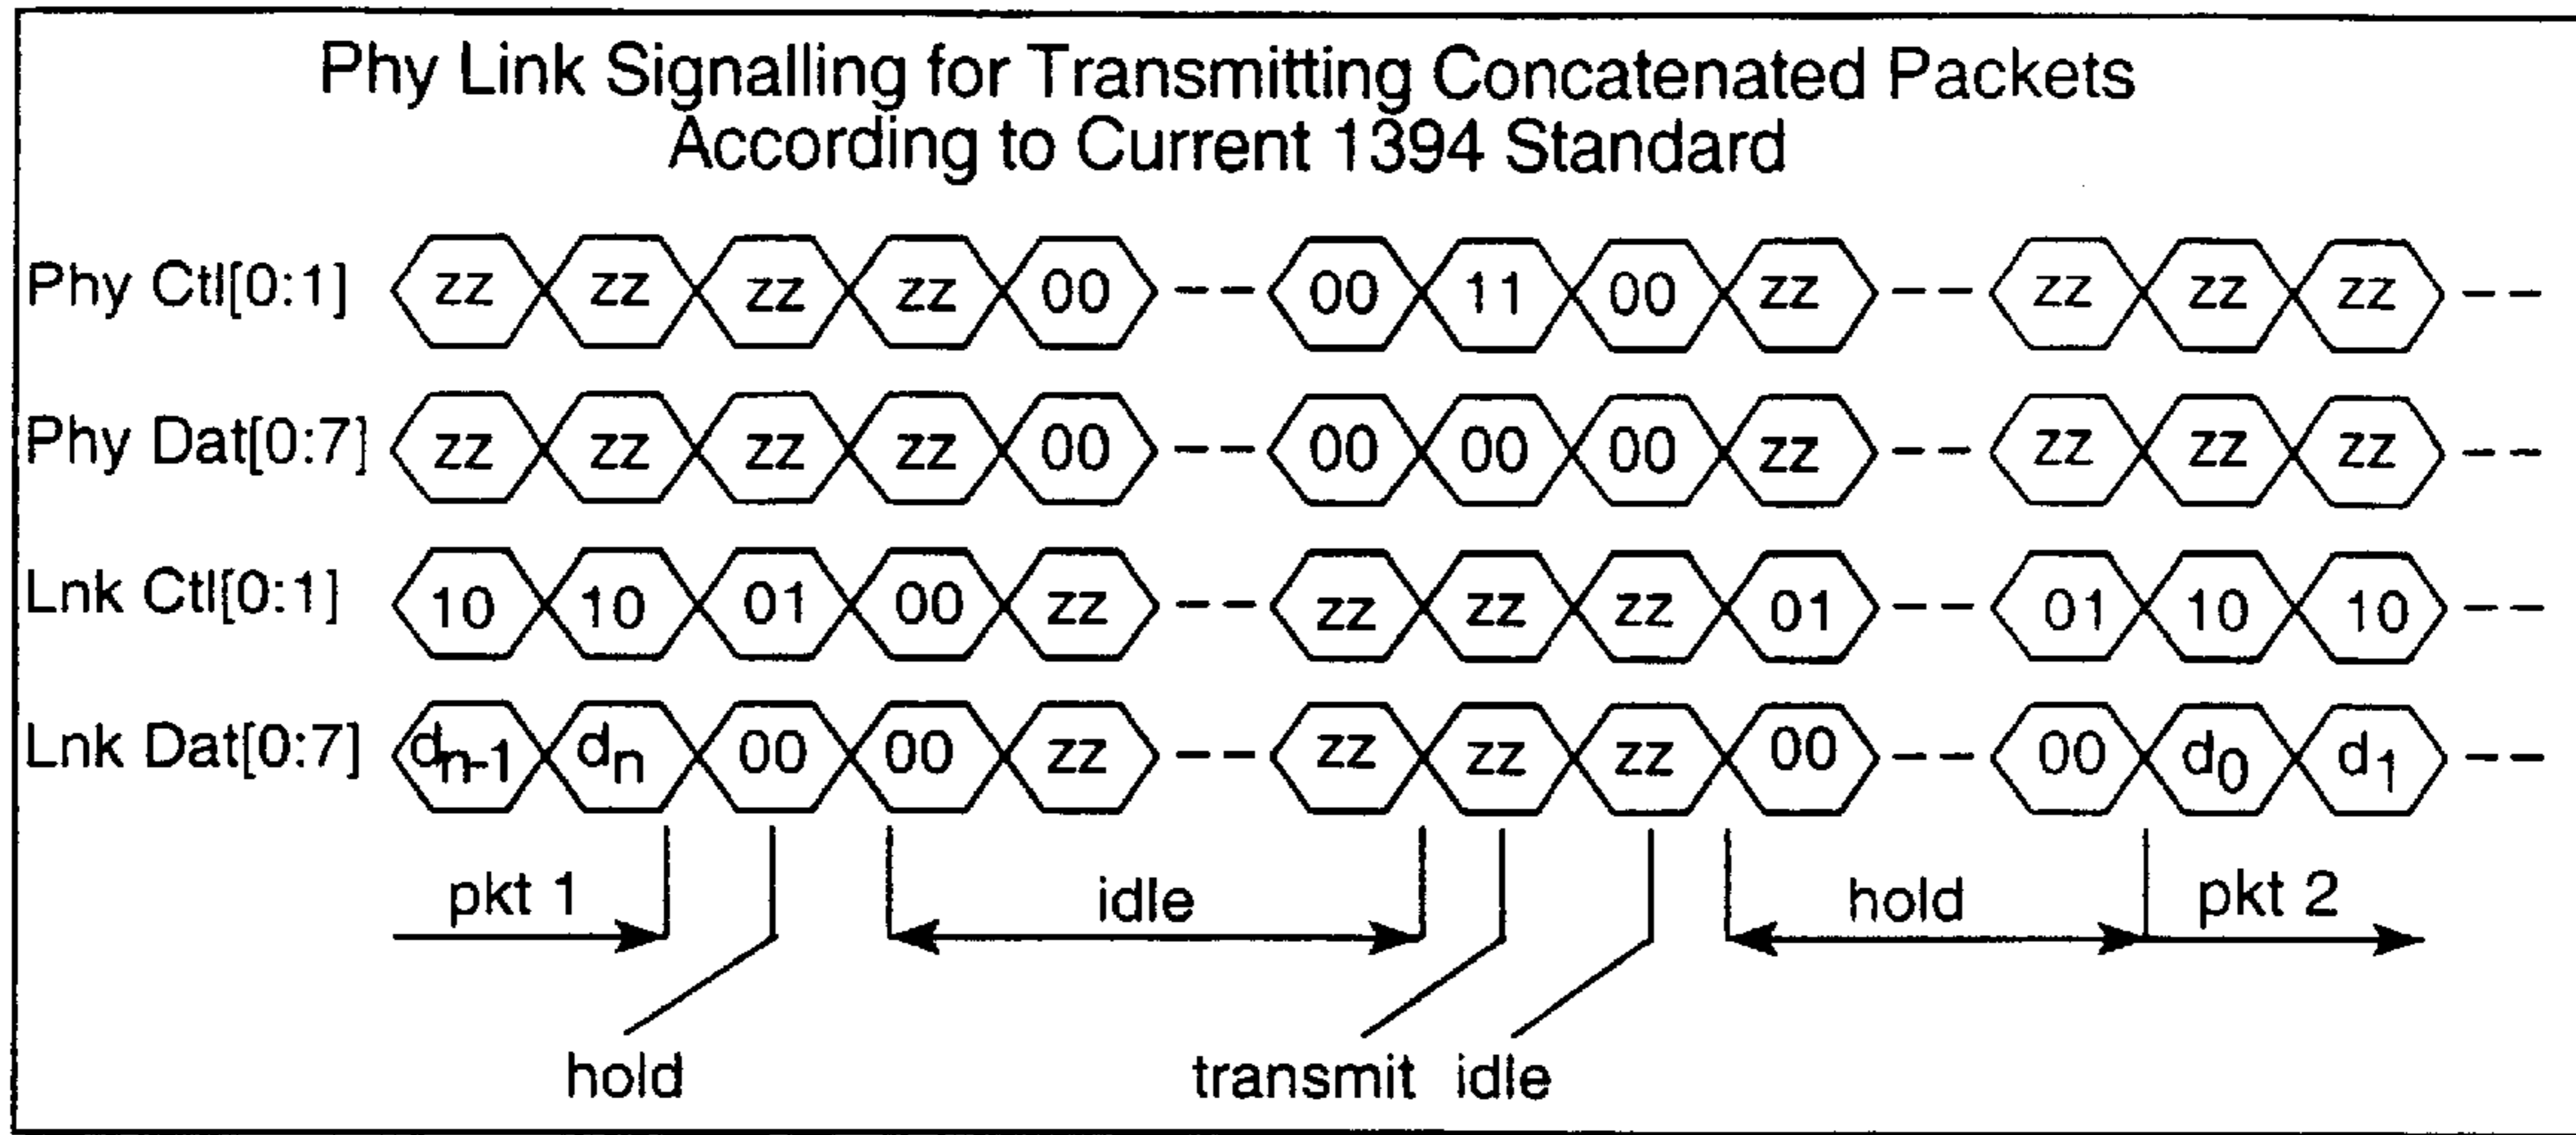 Phy Link Signalling for Transmitting Concatenated Packets
According to Current 1394 Standard
Phy Ctl[0:1] zz zz zz zz 00 -- 00 11 00 zz -- zz zz zz --
Phy Dat[0:7] zz zz zz zz 00 -- 00 00 00 zz -- zz zz zz --
Lnk Ctl[0:1] 10 10 01 00 zz -- zz zz zz 01 -- 01 10 10 --
Lnk Dat[0:7] dn-1 dn 00 00 zz -- zz zz zz 00 -- 00 d0 d1 --
pkt 1 idle hold pkt 2
hold transmit idle